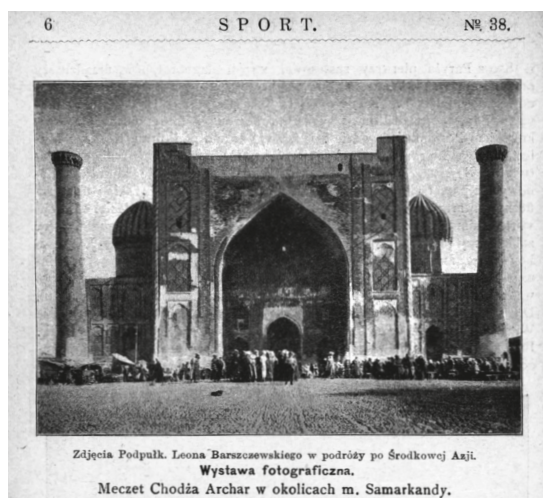 6 SPORT. № 38.
Zdjęcia Podpułk. Leona Barszczewskiego w podróży po Środkowej Azji.
Wystawa fotograficzna.
Meczet Chodża Archar w okolicach m. Samarkandy.